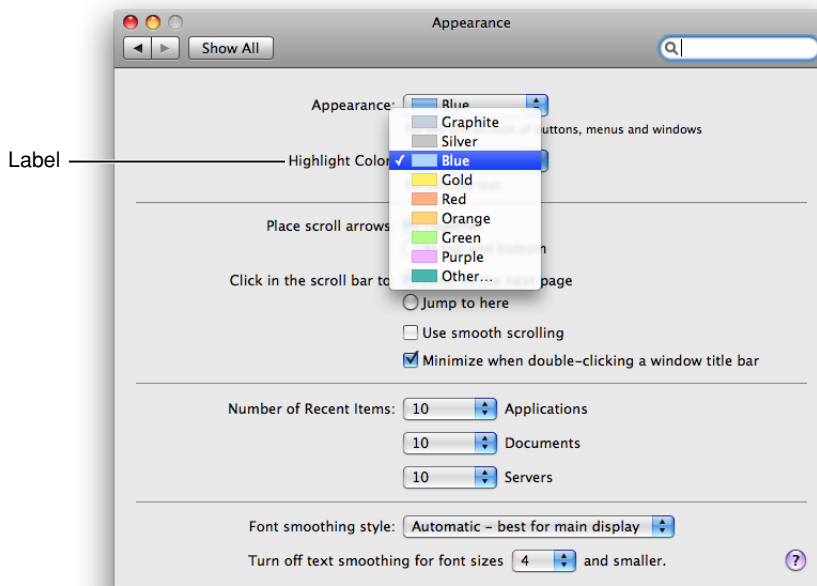 Appearance
Show All
Appearance: Blue
Graphite
buttons, menus and windows
Silver
Label
Highlight Color
✓ Blue
Gold
Red
Place scroll arrows
Orange
Green
Purple
Click in the scroll bar to
Other...
next page
Jump to here
Use smooth scrolling
Minimize when double-clicking a window title bar
Number of Recent Items: 10 Applications
10 Documents
10 Servers
Font smoothing style: Automatic – best for main display
Turn off text smoothing for font sizes 4 and smaller. ?